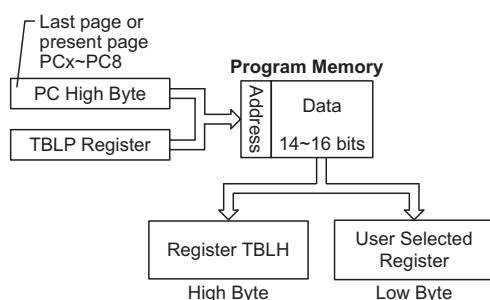 Last page or
present page
PCx~PC8
PC High Byte
TBLP Register
Program Memory
Address
Data
14~16 bits
Register TBLH
High Byte
User Selected
Register
Low Byte